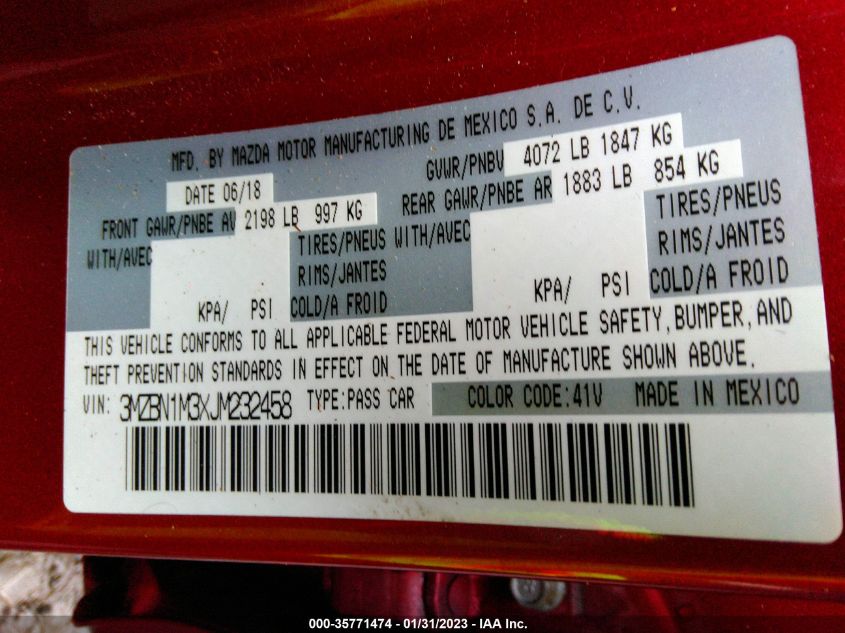 MFD. BY MAZDA MOTOR MANUFACTURING DE MEXICO S.A. DE C.V.
DATE 06/18
GVWR/PNBV 4072 LB 1847 KG
FRONT GAWR/PNBE AV 2198 LB 997 KG
REAR GAWR/PNBE AR 1883 LB 854 KG
WITH/AVEC
TIRES/PNEUS
WITH/AVEC
TIRES/PNEUS
RIMS/JANTES
RIMS/JANTES
KPA/ PSI COLD/A FROID
KPA/ PSI COLD/A FROID
THIS VEHICLE CONFORMS TO ALL APPLICABLE FEDERAL MOTOR VEHICLE SAFETY, BUMPER, AND
THEFT PREVENTION STANDARDS IN EFFECT ON THE DATE OF MANUFACTURE SHOWN ABOVE.
VIN: 3MZBN1M3XJM232458 TYPE:PASS CAR COLOR CODE:41V MADE IN MEXICO
000-35771474 — 01/31/2023 - IAA Inc.